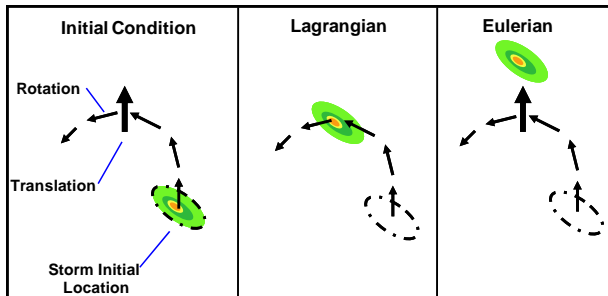 Initial Condition
Rotation
Translation
Storm Initial
Location
Lagrangian
Eulerian